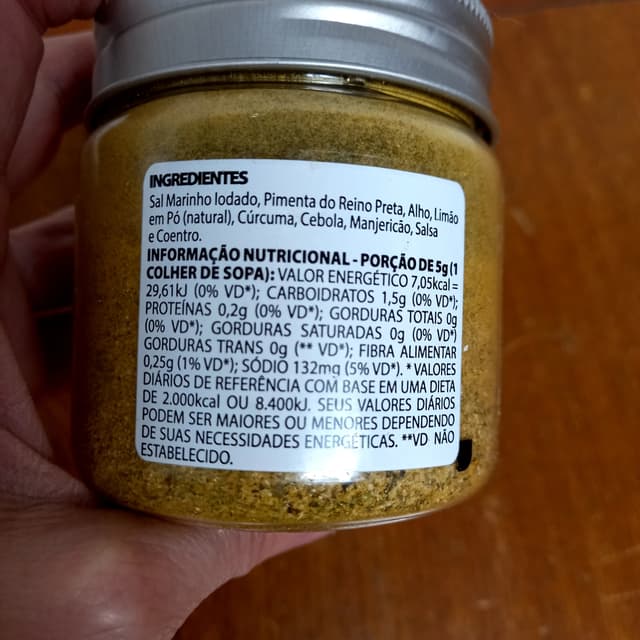 INGREDIENTES
Sal Marinho Iodado, Pimenta do Reino Preta, Alho, Limão
em Pó (natural), Cúrcuma, Cebola, Manjericão, Salsa
e Coentro.
INFORMAÇÃO NUTRICIONAL - PORÇÃO DE 5g (1
COLHER DE SOPA): VALOR ENERGÉTICO 7,05kcal =
29,61kJ (0% VD*); CARBOIDRATOS 1,5g (0% VD*);
PROTEÍNAS 0,2g (0% VD*); GORDURAS TOTAIS 0g
(0% VD*); GORDURAS SATURADAS 0g (0% VD*)
GORDURAS TRANS 0g (** VD*); FIBRA ALIMENTAR
0,25g (1% VD*); SÓDIO 132mg (5% VD*). * VALORES
DIÁRIOS DE REFERÊNCIA COM BASE EM UMA DIETA
DE 2.000kcal OU 8.400kJ. SEUS VALORES DIÁRIOS
PODEM SER MAIORES OU MENORES DEPENDENDO
DE SUAS NECESSIDADES ENERGÉTICAS. **VD NÃO
ESTABELECIDO.